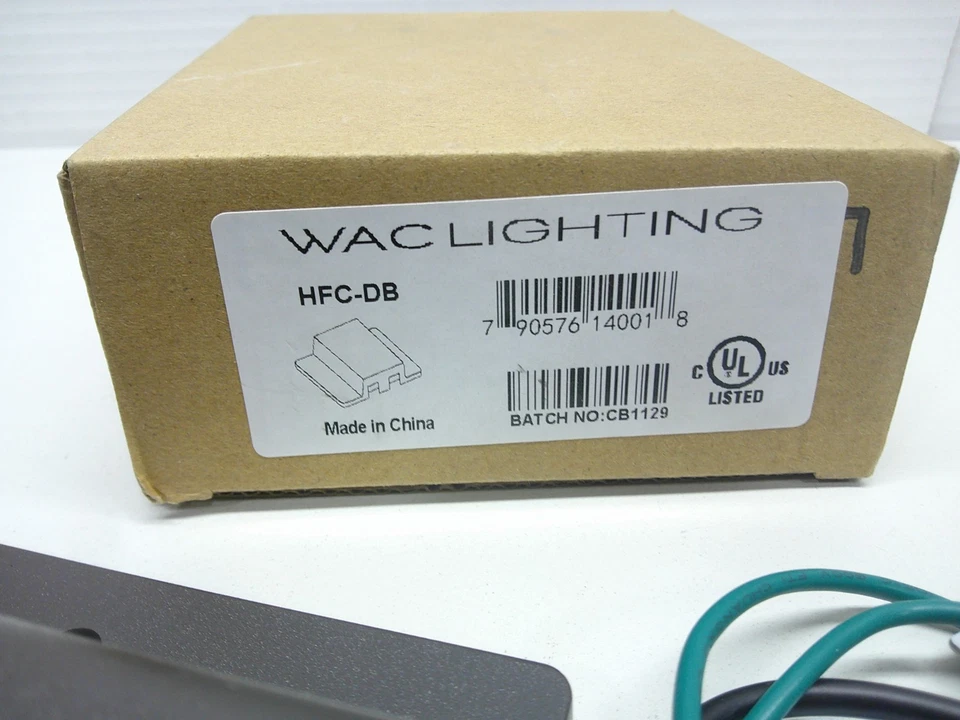 WAC LIGHTING
HFC-DB
7 90576 14001 8
C UL US
LISTED
BATCH NO:CB1129
Made in China